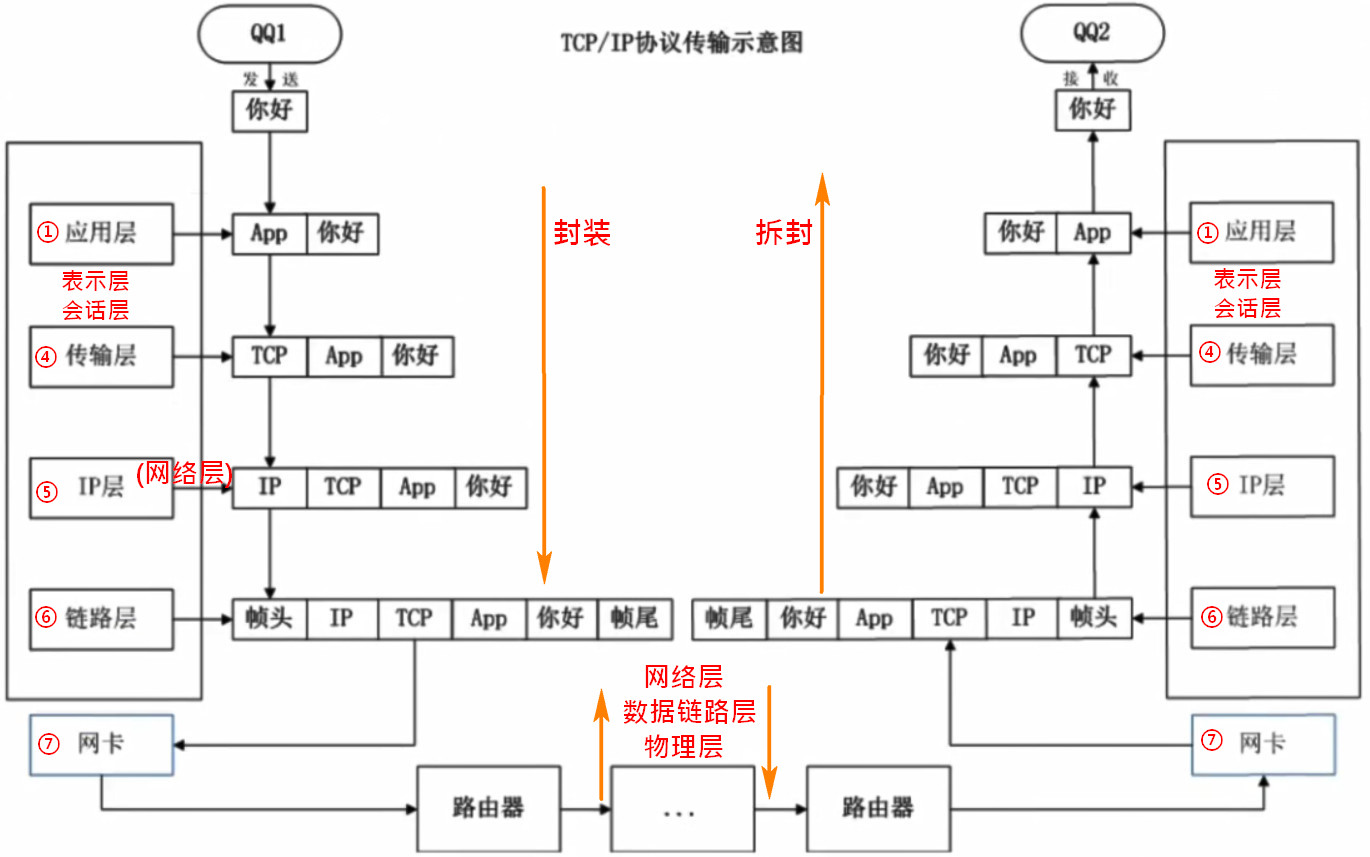 QQ1
TCP/IP协议传输示意图
QQ2
发 送
接 收
你好
你好
① 应用层
App 你好
封装
拆封
你好 App
① 应用层
表示层
会话层
表示层
会话层
④ 传输层
TCP App 你好
你好 App TCP
④ 传输层
⑤ IP层 (网络层)
IP TCP App 你好
你好 App TCP IP
⑤ IP层
⑥ 链路层
帧头 IP TCP App 你好 帧尾
帧尾 你好 App TCP IP 帧头
⑥ 链路层
网络层
数据链路层
物理层
⑦ 网卡
⑦ 网卡
路由器
...
路由器